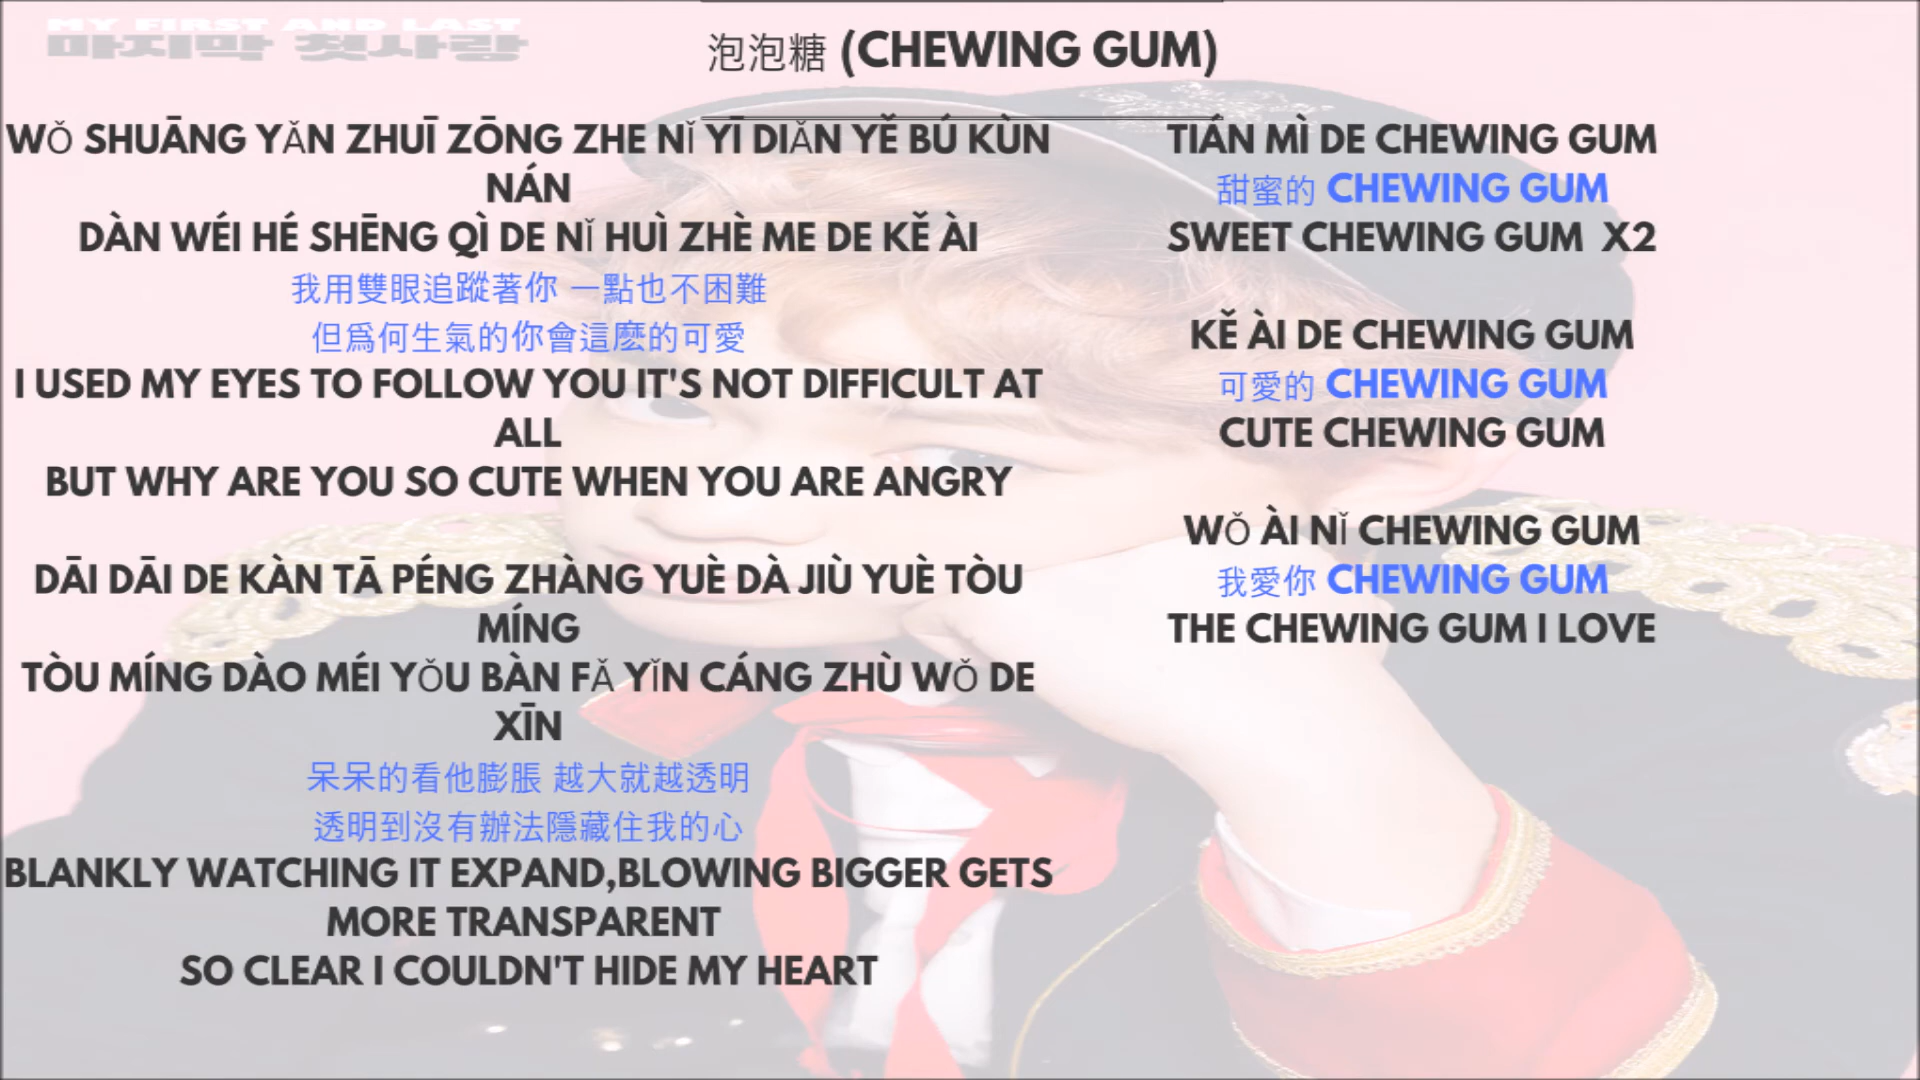 MY FIRST AND LAST
마지막 첫사랑
泡泡糖 (CHEWING GUM)
WǑ SHUĀNG YǍN ZHUĪ ZŌNG ZHE NǏ YĪ DIǍN YĚ BÚ KÙN
NÁN
DÀN WÉI HÉ SHĒNG QÌ DE NǏ HUÌ ZHÈ ME DE KĚ ÀI
我用雙眼追蹤著你 一點也不困難
但爲何生氣的你會這麽的可愛
I USED MY EYES TO FOLLOW YOU IT'S NOT DIFFICULT AT
ALL
BUT WHY ARE YOU SO CUTE WHEN YOU ARE ANGRY
DĀI DĀI DE KÀN TĀ PÉNG ZHÀNG YUÈ DÀ JIÙ YUÈ TÒU
MÍNG
TÒU MÍNG DÀO MÉI YǑU BÀN FǍ YǏN CÁNG ZHÙ WǑ DE
XĪN
呆呆的看他膨脹 越大就越透明
透明到沒有辦法隱藏住我的心
BLANKLY WATCHING IT EXPAND,BLOWING BIGGER GETS
MORE TRANSPARENT
SO CLEAR I COULDN'T HIDE MY HEART
TIÁN MÌ DE CHEWING GUM
甜蜜的 CHEWING GUM
SWEET CHEWING GUM X2
KĚ ÀI DE CHEWING GUM
可愛的 CHEWING GUM
CUTE CHEWING GUM
WǑ ÀI NǏ CHEWING GUM
我愛你 CHEWING GUM
THE CHEWING GUM I LOVE